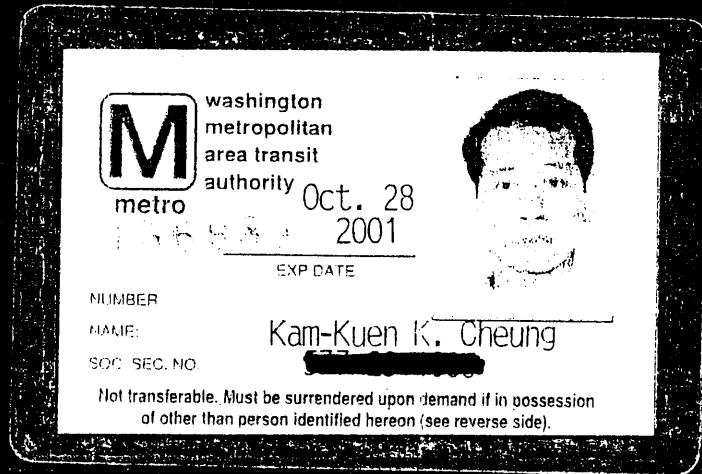 M
metro
washington
metropolitan
area transit
authority
Oct. 28
2001
EXP DATE
NUMBER
NAME: Kam-Kuen K. Cheung
SOC. SEC. NO.
Not transferable. Must be surrendered upon demand if in possession
of other than person identified hereon (see reverse side).